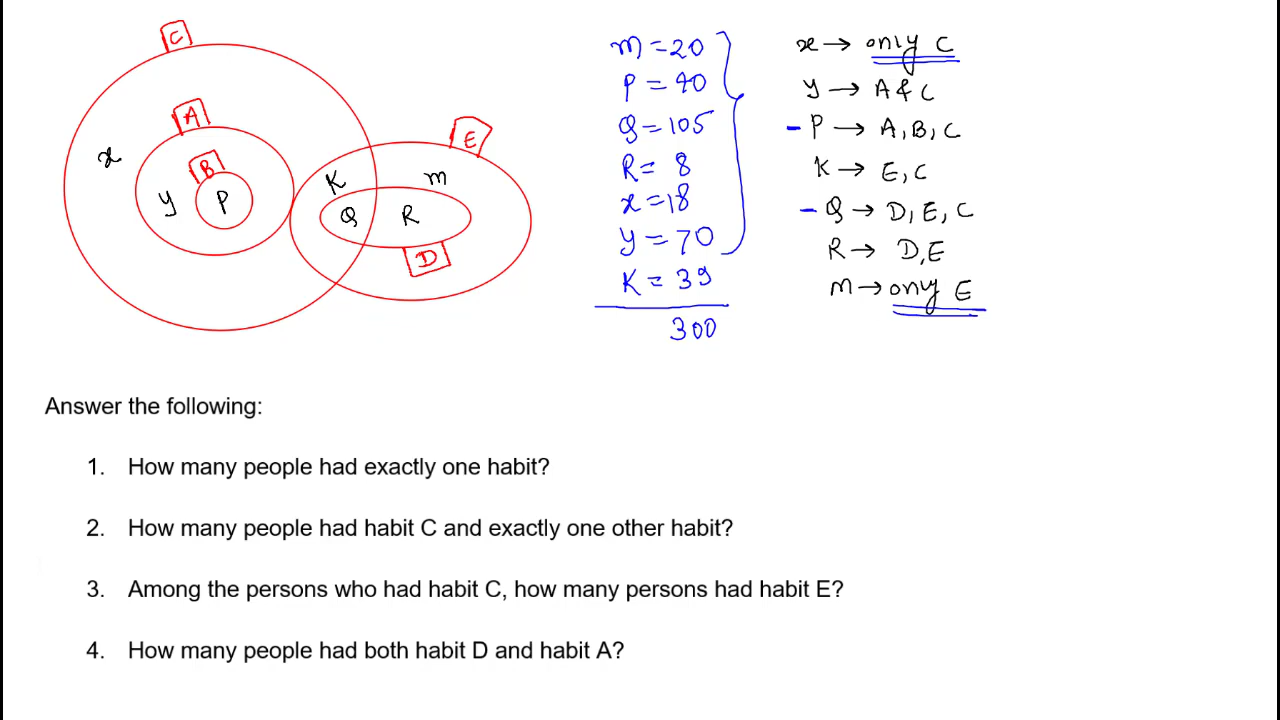 C
A
B
E
x
y
P
K
m
Q
R
D
m = 20
P = 40
Q = 105
R = 8
x = 18
y = 70
K = 39
300
x → only C
y → A & C
- P → A, B, C
K → E, C
- Q → D, E, C
R → D, E
m → only E
Answer the following:
1. How many people had exactly one habit?
2. How many people had habit C and exactly one other habit?
3. Among the persons who had habit C, how many persons had habit E?
4. How many people had both habit D and habit A?